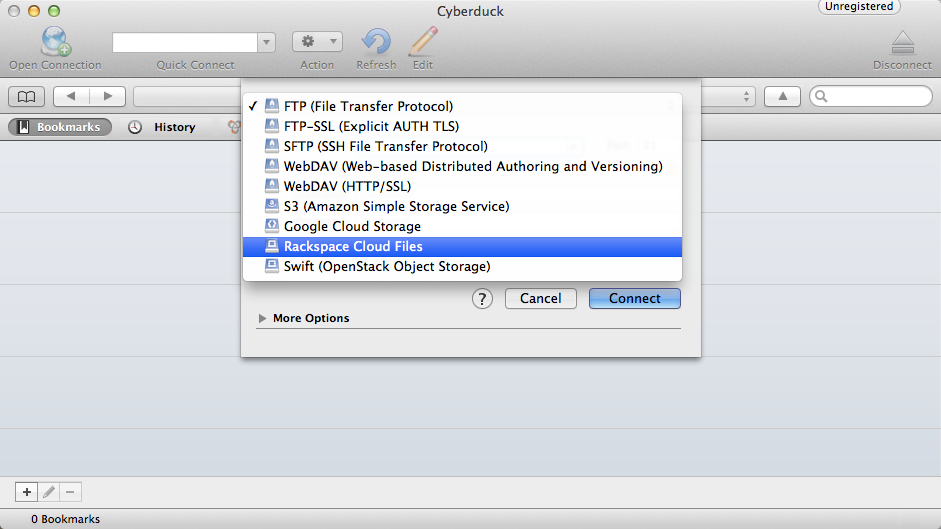 Cyberduck
Unregistered
Open Connection
Quick Connect
Action
Refresh
Edit
Disconnect
Bookmarks
History
✓ FTP (File Transfer Protocol)
FTP-SSL (Explicit AUTH TLS)
SFTP (SSH File Transfer Protocol)
WebDAV (Web-based Distributed Authoring and Versioning)
WebDAV (HTTP/SSL)
S3 (Amazon Simple Storage Service)
Google Cloud Storage
Rackspace Cloud Files
Swift (OpenStack Object Storage)
?
Cancel
Connect
More Options
0 Bookmarks